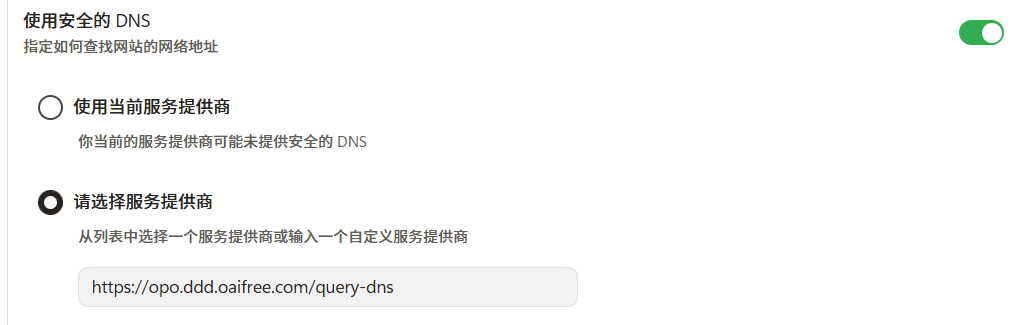 使用安全的 DNS
指定如何查找网站的网络地址
使用当前服务提供商
你当前的服务提供商可能未提供安全的 DNS
请选择服务提供商
从列表中选择一个服务提供商或输入一个自定义服务提供商
https://opo.ddd.oaifree.com/query-dns